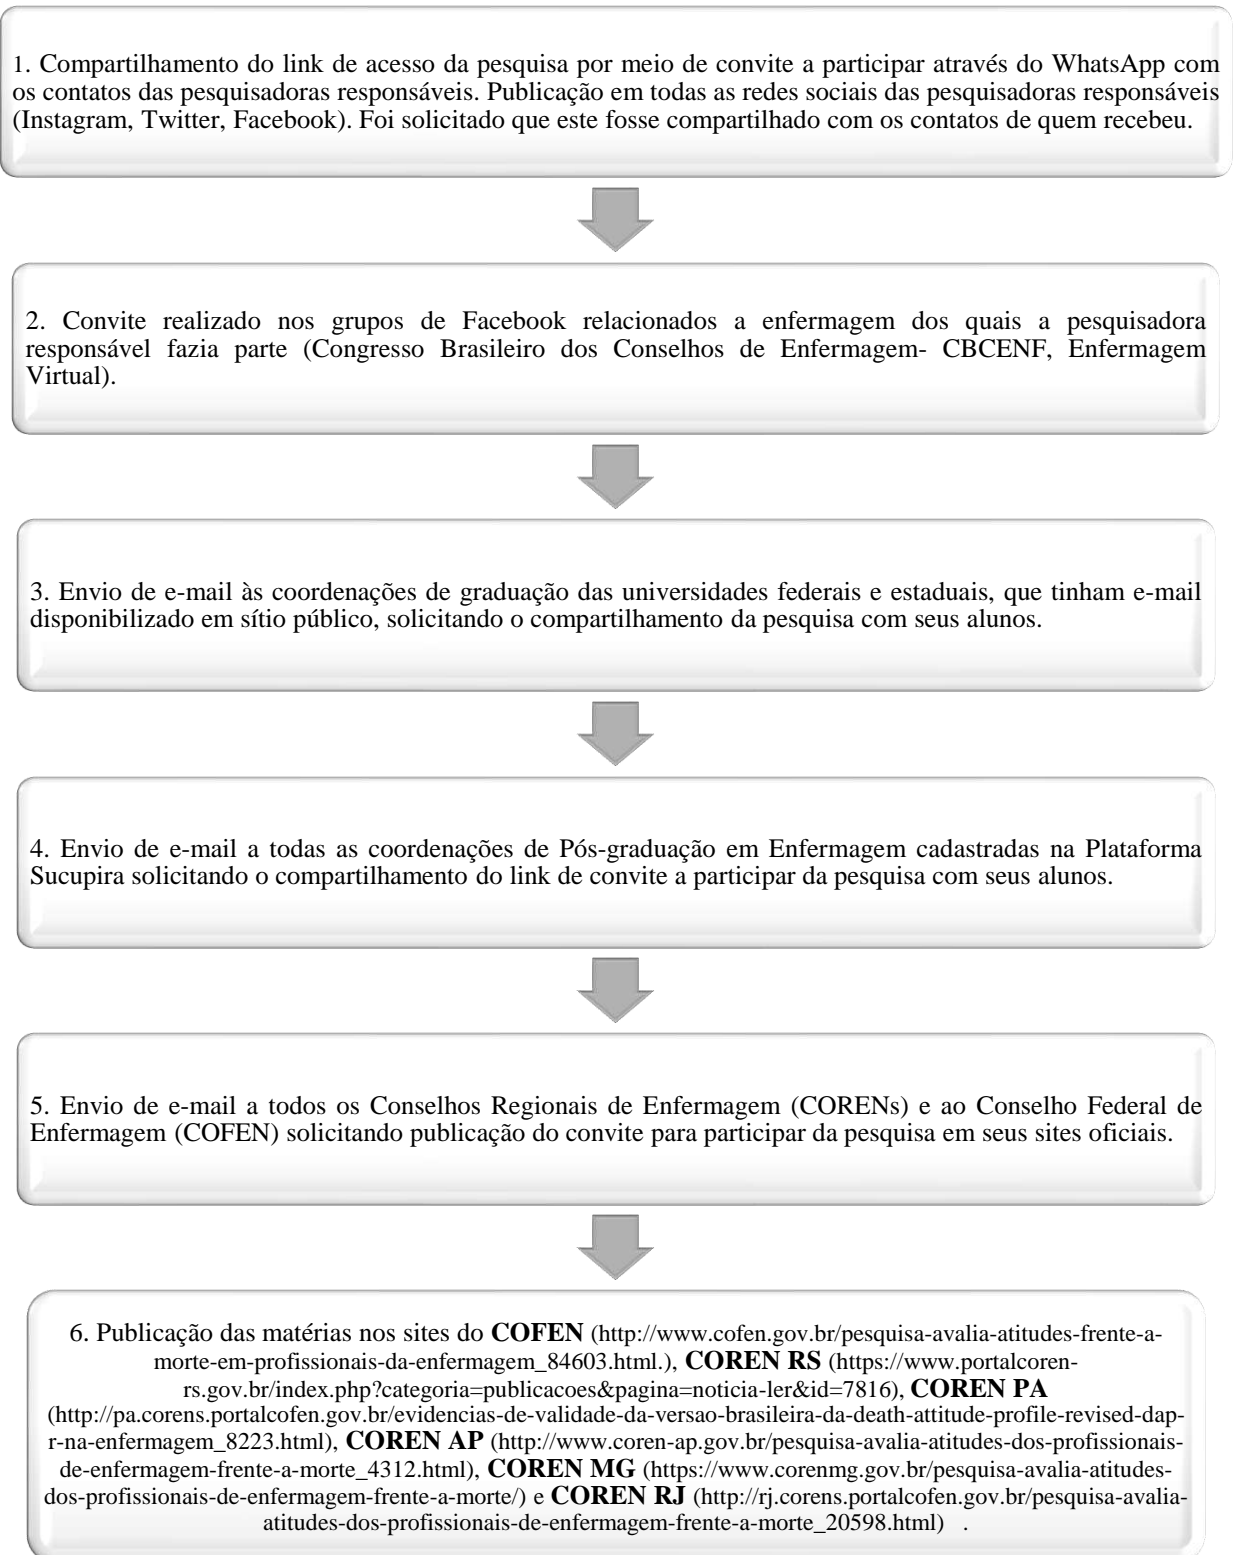 1. Compartilhamento do link de acesso da pesquisa por meio de convite a participar através do WhatsApp com
os contatos das pesquisadoras responsáveis. Publicação em todas as redes sociais das pesquisadoras responsáveis
(Instagram, Twitter, Facebook). Foi solicitado que este fosse compartilhado com os contatos de quem recebeu.
2. Convite realizado nos grupos de Facebook relacionados a enfermagem dos quais a pesquisadora
responsável fazia parte (Congresso Brasileiro dos Conselhos de Enfermagem- CBCENF, Enfermagem
Virtual).
3. Envio de e-mail às coordenações de graduação das universidades federais e estaduais, que tinham e-mail
disponibilizado em sítio público, solicitando o compartilhamento da pesquisa com seus alunos.
4. Envio de e-mail a todas as coordenações de Pós-graduação em Enfermagem cadastradas na Plataforma
Sucupira solicitando o compartilhamento do link de convite a participar da pesquisa com seus alunos.
5. Envio de e-mail a todos os Conselhos Regionais de Enfermagem (CORENs) e ao Conselho Federal de
Enfermagem (COFEN) solicitando publicação do convite para participar da pesquisa em seus sites oficiais.
6. Publicação das matérias nos sites do COFEN (http://www.cofen.gov.br/pesquisa-avalia-atitudes-frente-a-
morte-em-profissionais-da-enfermagem_84603.html.), COREN RS (https://www.portalcoren-
rs.gov.br/index.php?categoria=publicacoes&pagina=noticia-ler&id=7816), COREN PA
(http://pa.corens.portalcofen.gov.br/evidencias-de-validade-da-versao-brasileira-da-death-attitude-profile-revised-dap-
r-na-enfermagem_8223.html), COREN AP (http://www.coren-ap.gov.br/pesquisa-avalia-atitudes-dos-profissionais-
de-enfermagem-frente-a-morte_4312.html), COREN MG (https://www.corenmg.gov.br/pesquisa-avalia-atitudes-
dos-profissionais-de-enfermagem-frente-a-morte/) e COREN RJ (http://rj.corens.portalcofen.gov.br/pesquisa-avalia-
atitudes-dos-profissionais-de-enfermagem-frente-a-morte_20598.html) .